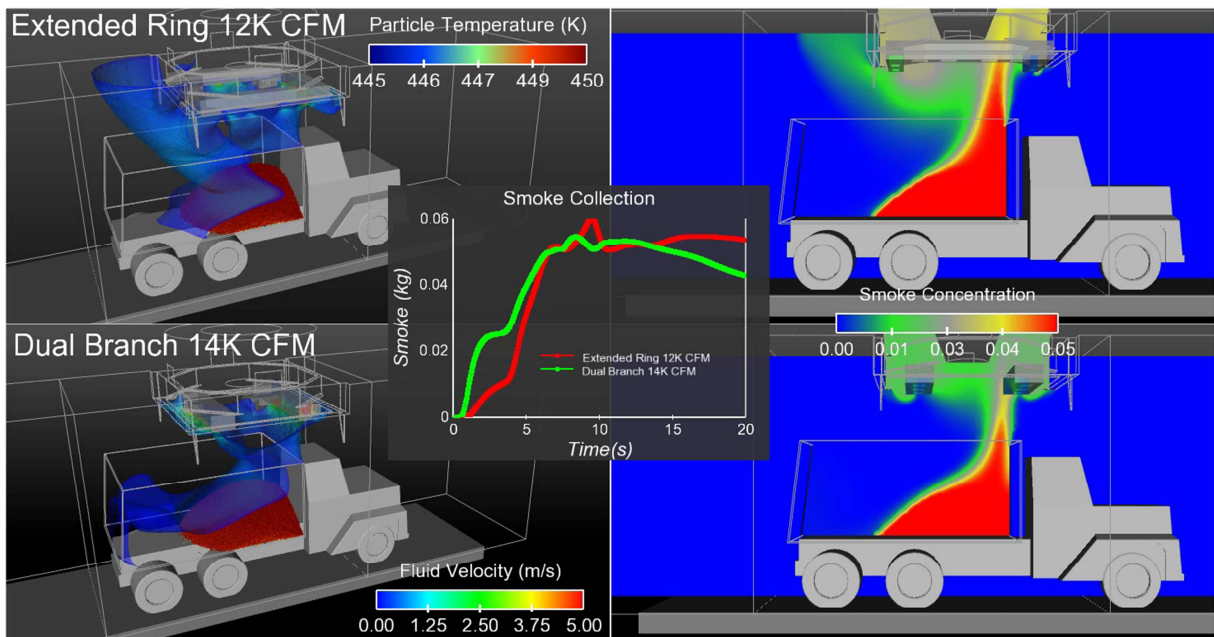 Extended Ring 12K CFM
Particle Temperature (K)
445 446 447 449 450
Smoke Collection
0.06
0.04
0.02
0
Smoke (kg)
Extended Ring 12K CFM
Dual Branch 14K CFM
0 5 10 15 20
Time(s)
Smoke Concentration
0.00 0.01 0.03 0.04 0.05
Dual Branch 14K CFM
Fluid Velocity (m/s)
0.00 1.25 2.50 3.75 5.00